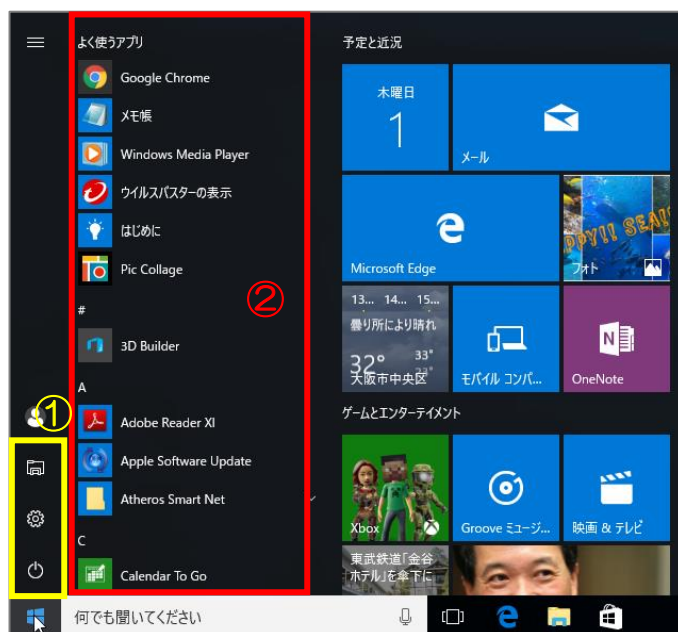 よく使うアプリ
Google Chrome
メモ帳
Windows Media Player
ウイルスバスターの表示
はじめに
Pic Collage
#
3D Builder
A
Adobe Reader XI
Apple Software Update
Atheros Smart Net
C
Calendar To Go
①
②
予定と近況
木曜日
1
メール
Microsoft Edge
HAPPY!! SEA!!
フォト
13... 14... 15...
曇り所により晴れ
32° 33°
23°
大阪市中央区
モバイル コンパ...
N
OneNote
ゲームとエンターテイメント
Xbox
Groove ミュージ...
映画 & テレビ
東武鉄道「金谷
ホテル」を傘下に
何でも聞いてください